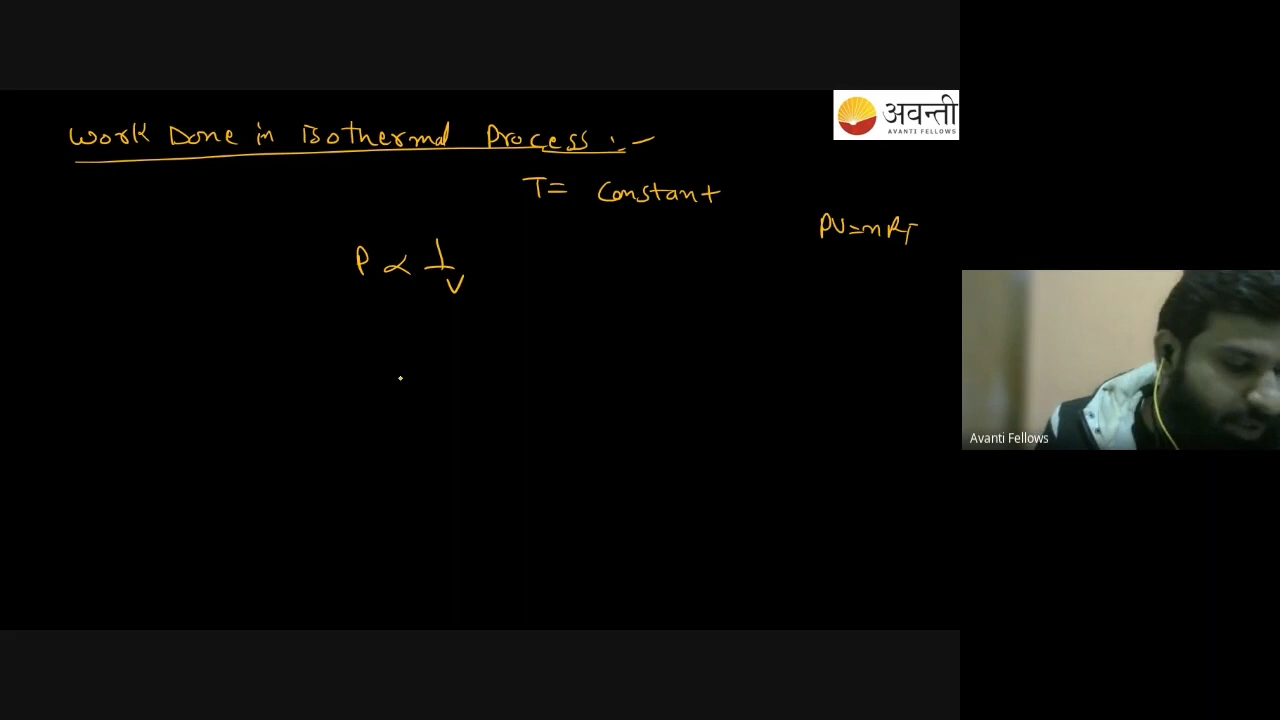 Work Done in Isothermal Process :-
अवन्ती
AVANTI FELLOWS
T = Constant
PV=nRT
P ∝ 1/V
Avanti Fellows